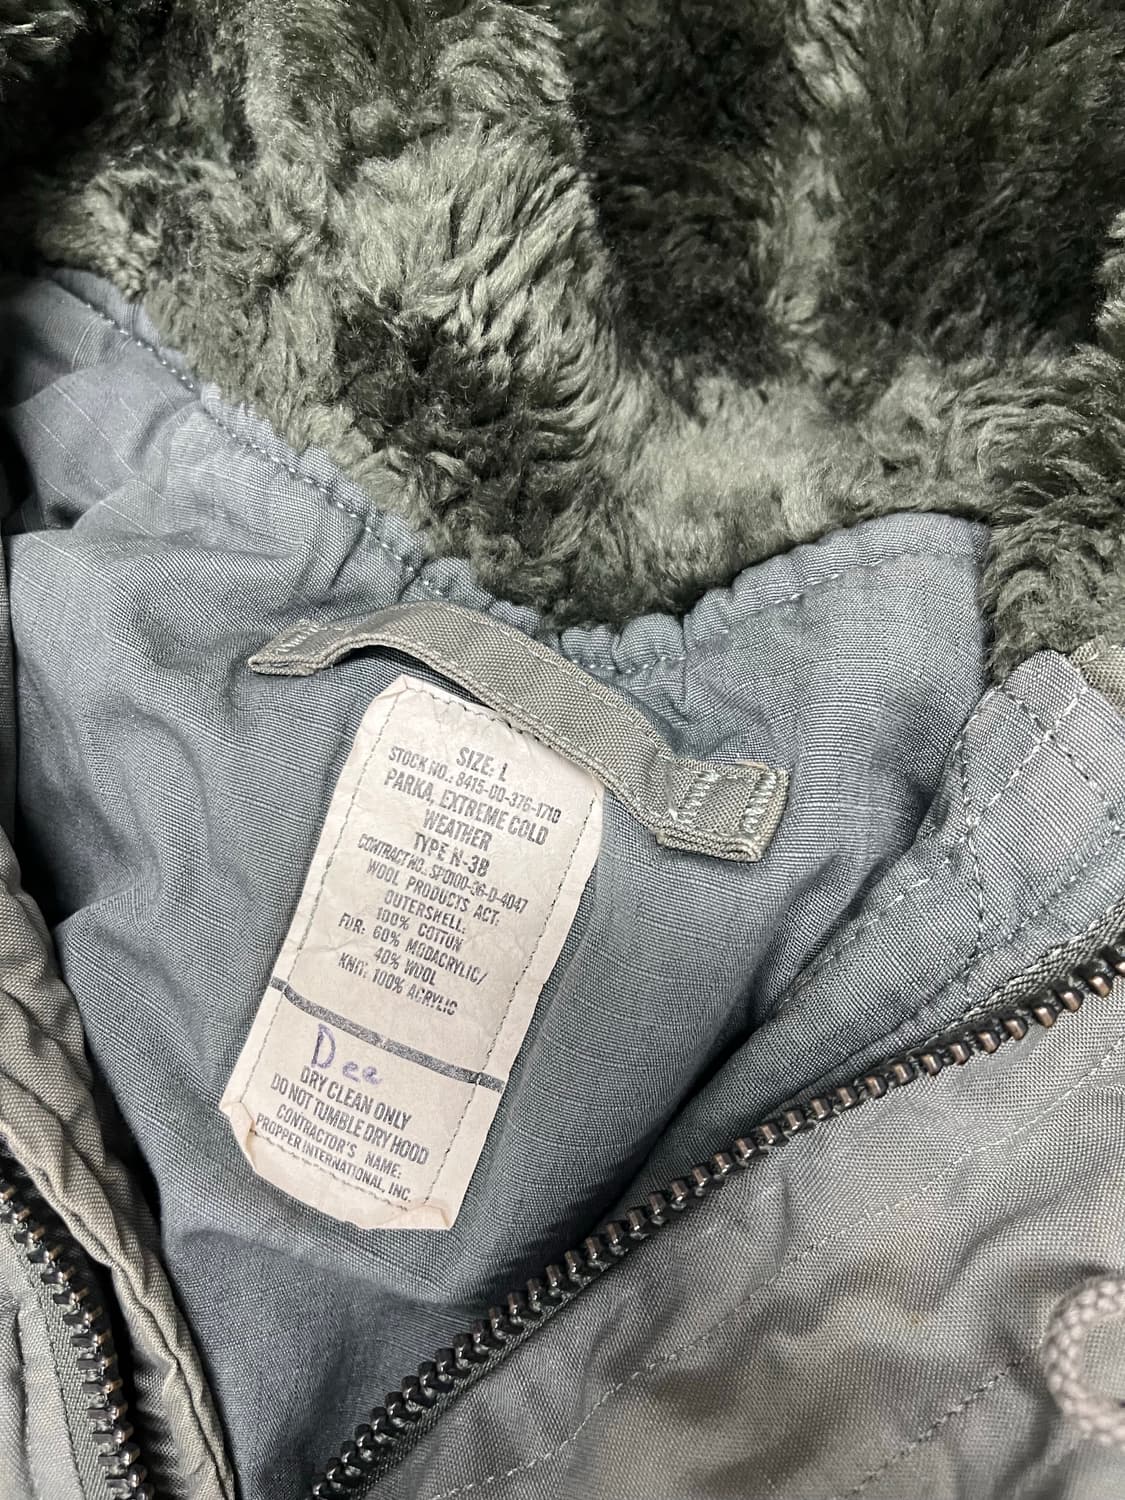 SIZE: L
STOCK NO.: 8415-00-376-1710
PARKA, EXTREME COLD
WEATHER
TYPE N-3B
CONTRACT NO. SPO100-96-D-4047
WOOL PRODUCTS ACT:
OUTERSHELL:
100% COTTON
FUR: 60% MODACRYLIC/
40% WOOL
KNIT: 100% ACRYLIC
Dee
DRY CLEAN ONLY
DO NOT TUMBLE DRY HOOD
CONTRACTOR'S NAME:
PROPPER INTERNATIONAL, INC.